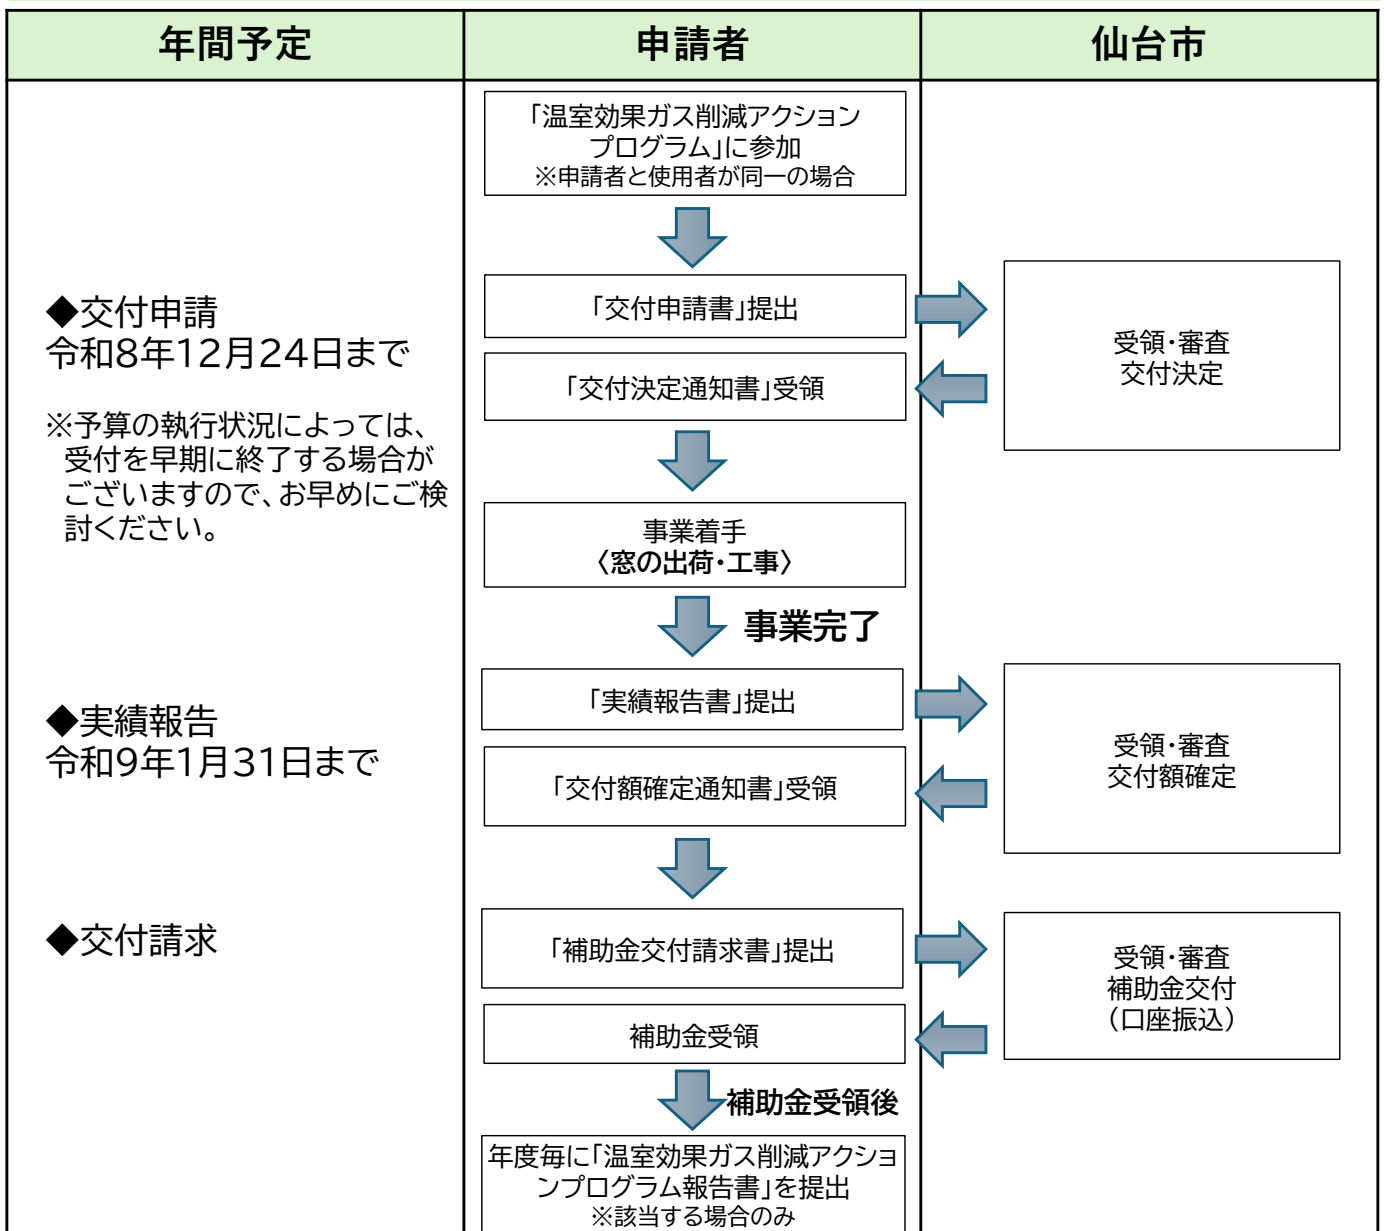 年間予定
申請者
仙台市
「温室効果ガス削減アクション
プログラム」に参加
※申請者と使用者が同一の場合
◆交付申請
令和8年12月24日まで
※予算の執行状況によっては、
受付を早期に終了する場合が
ございますので、お早めにご検
討ください。
「交付申請書」提出
受領・審査
交付決定
「交付決定通知書」受領
事業着手
〈窓の出荷・工事〉
事業完了
◆実績報告
令和9年1月31日まで
「実績報告書」提出
受領・審査
交付額確定
「交付額確定通知書」受領
◆交付請求
「補助金交付請求書」提出
受領・審査
補助金交付
（口座振込）
補助金受領
補助金受領後
年度毎に「温室効果ガス削減アクショ
ンプログラム報告書」を提出
※該当する場合のみ